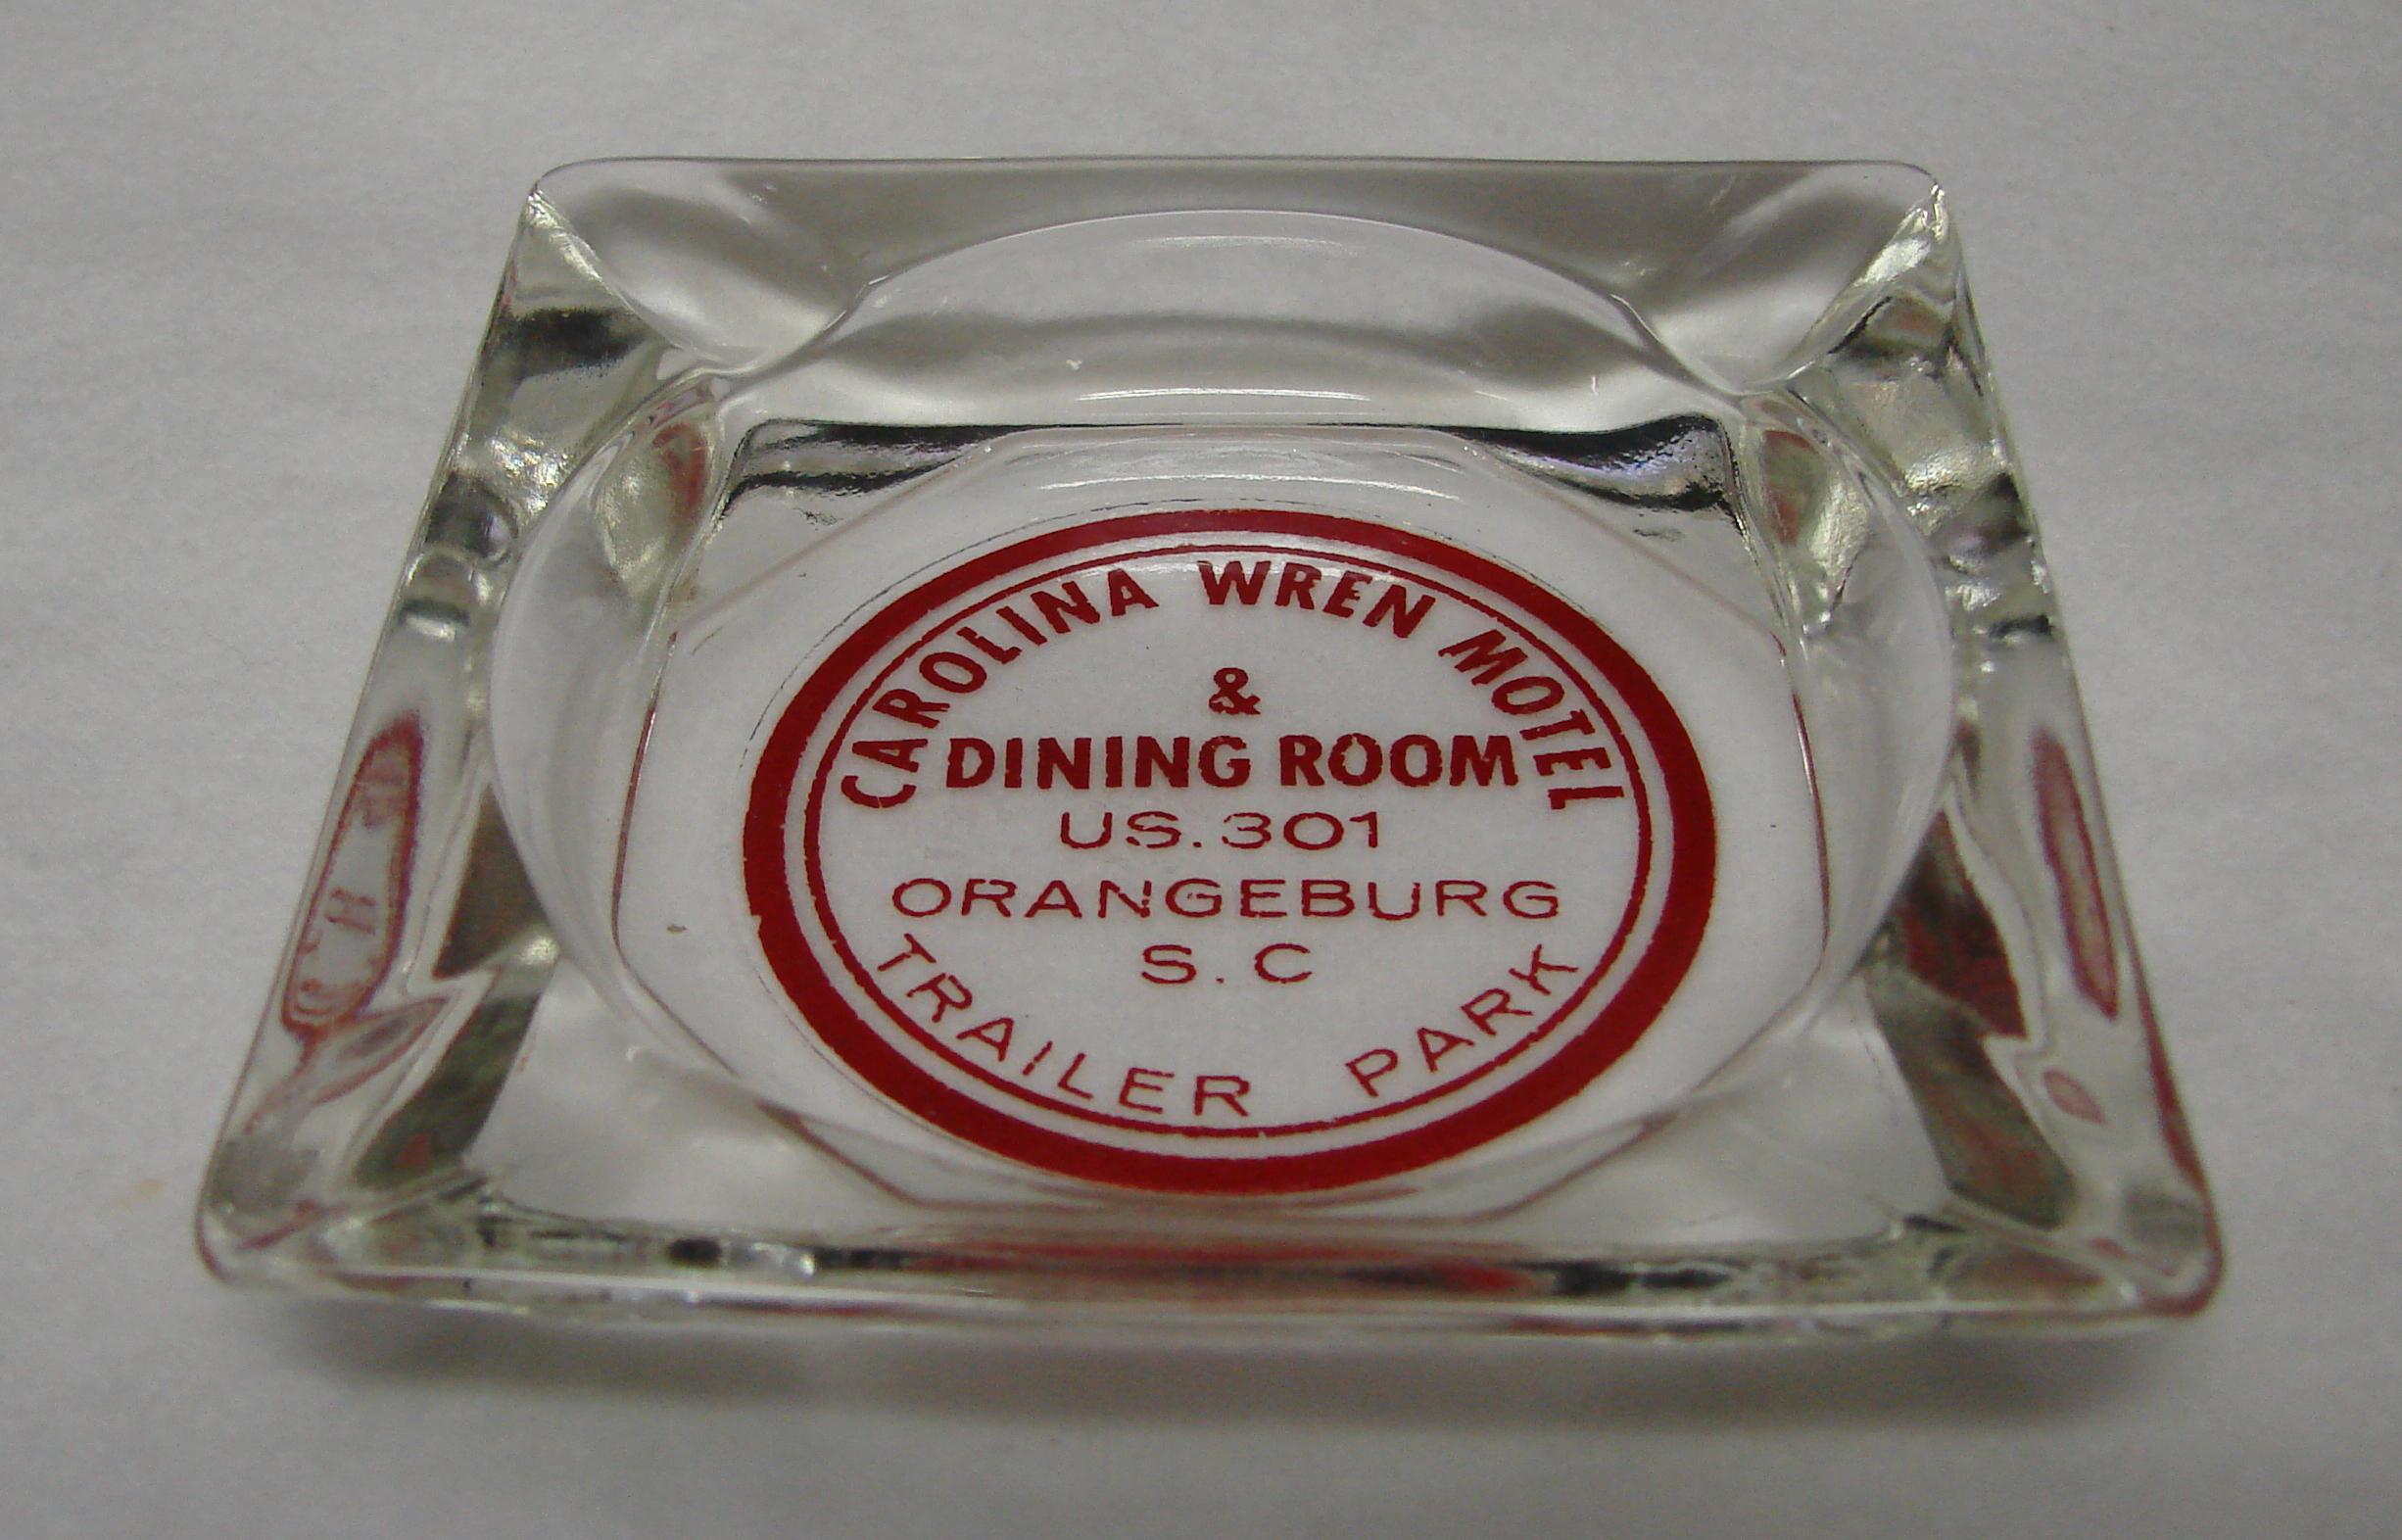 CAROLINA WREN MOTEL
&
DINING ROOM
US.301
ORANGEBURG
S.C
TRAILER PARK